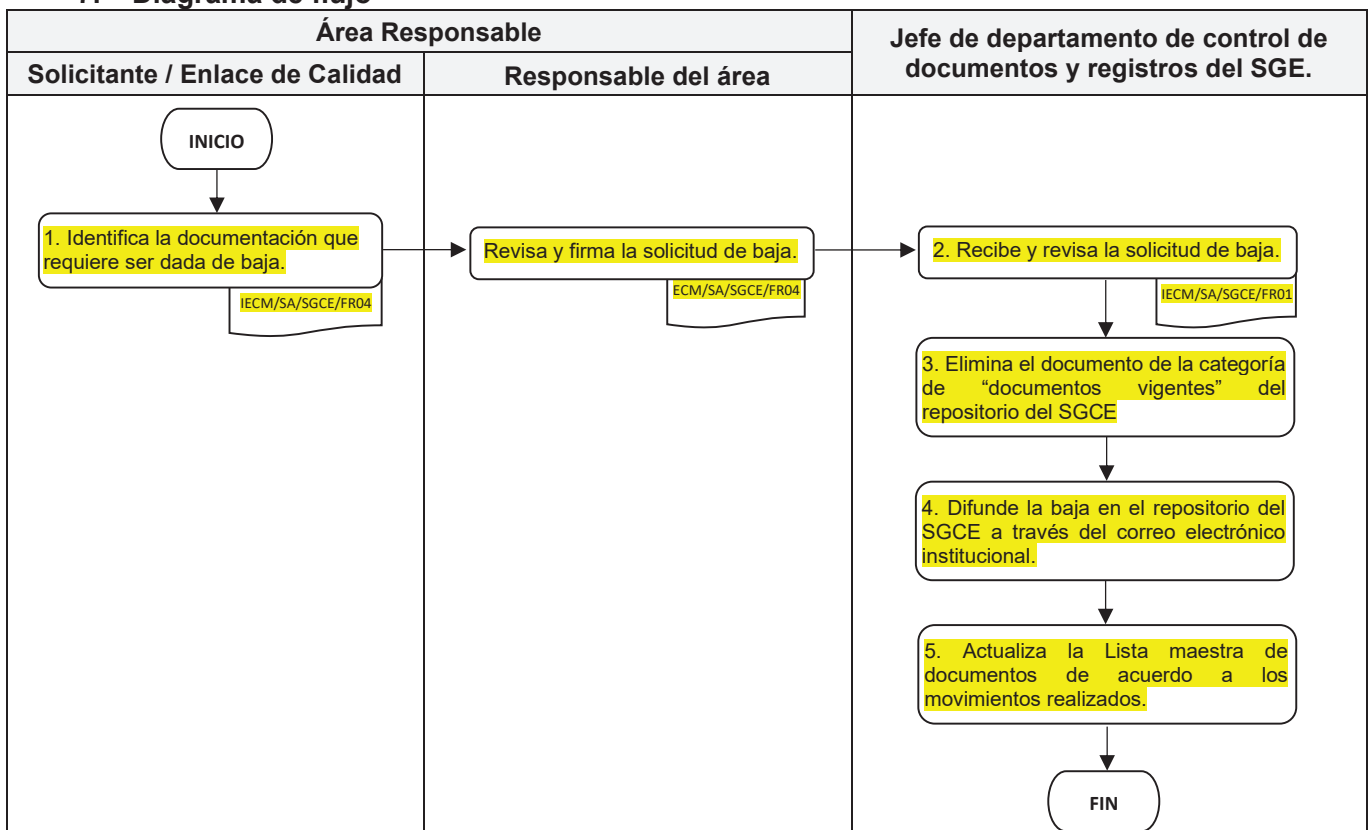 7. Diagrama de flujo
Área Responsable
Jefe de departamento de control de
documentos y registros del SGE.
Solicitante / Enlace de Calidad
Responsable del área
INICIO
1. Identifica la documentación que
requiere ser dada de baja.
IECM/SA/SGCE/FR04
Revisa y firma la solicitud de baja.
ECM/SA/SGCE/FR04
2. Recibe y revisa la solicitud de baja.
IECM/SA/SGCE/FR01
3. Elimina el documento de la categoría
de “documentos vigentes” del
repositorio del SGCE
4. Difunde la baja en el repositorio del
SGCE a través del correo electrónico
institucional.
5. Actualiza la Lista maestra de
documentos de acuerdo a los
movimientos realizados.
FIN